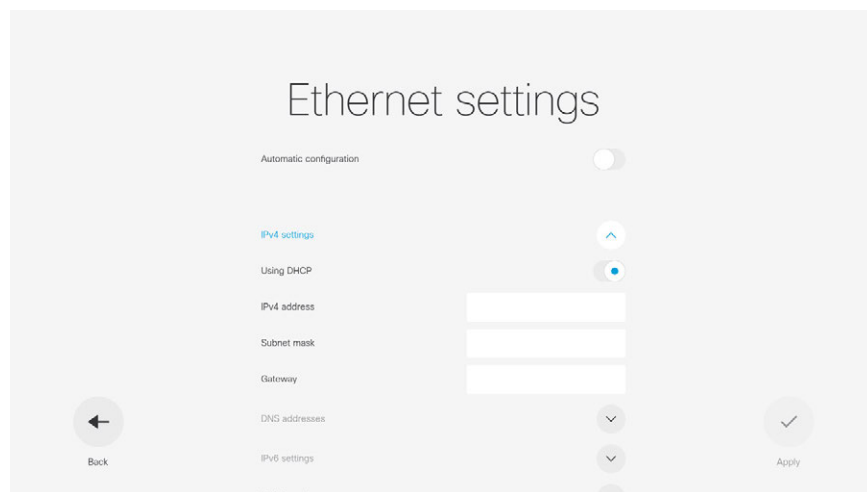 Ethernet settings
Automatic configuration
IPv4 settings
Using DHCP
IPv4 address
Subnet mask
Gateway
DNS addresses
IPv6 settings
Back
Apply